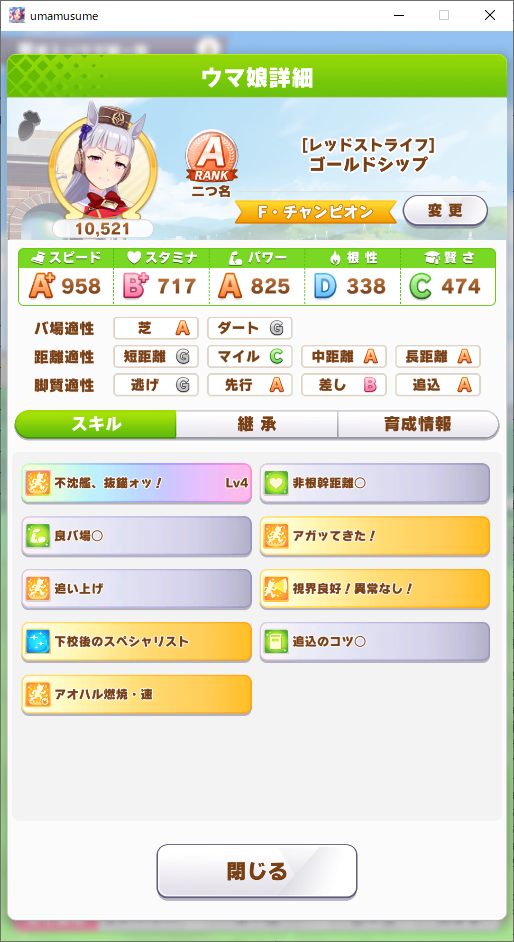 umamusume
ウマ娘詳細
A
RANK
二つ名
[レッドストライフ]
ゴールドシップ
F・チャンピオン
変更
10,521
スピード スタミナ パワー 根性 賢さ
A+ 958 B+ 717 A 825 D 338 C 474
バ場適性 芝 A ダート G
距離適性 短距離 G マイル C 中距離 A 長距離 A
脚質適性 逃げ G 先行 A 差し B 追込 A
スキル 継承 育成情報
不沈艦、抜錨ォッ! Lv4 非根幹距離○
良バ場○ アガッてきた!
追い上げ 視界良好!異常なし!
下校後のスペシャリスト 追込のコツ○
アオハル燃焼・速
閉じる